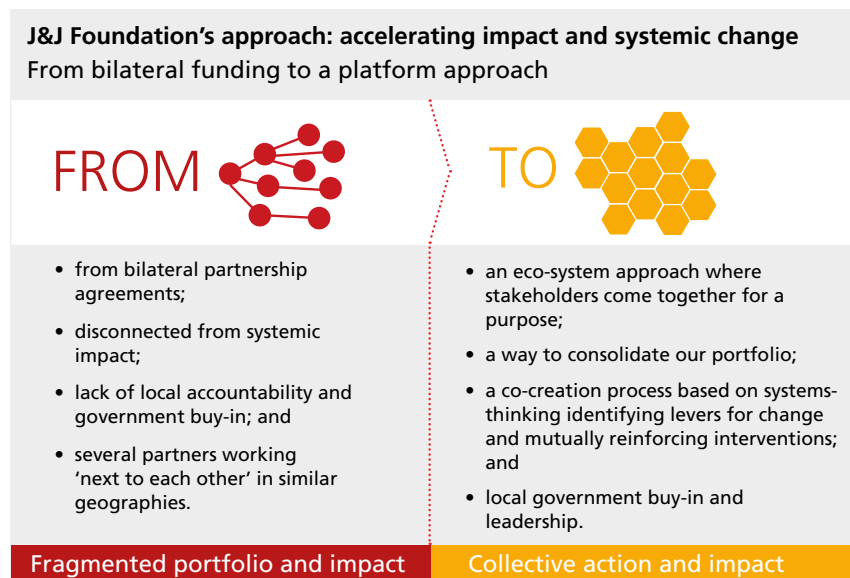 J&J Foundation’s approach: accelerating impact and systemic change
From bilateral funding to a platform approach
FROM
TO
• from bilateral partnership
agreements;
• disconnected from systemic
impact;
• lack of local accountability and
government buy-in; and
• several partners working
‘next to each other’ in similar
geographies.
• an eco-system approach where
stakeholders come together for a
purpose;
• a way to consolidate our portfolio;
• a co-creation process based on systems-
thinking identifying levers for change
and mutually reinforcing interventions;
and
• local government buy-in and
leadership.
Fragmented portfolio and impact
Collective action and impact